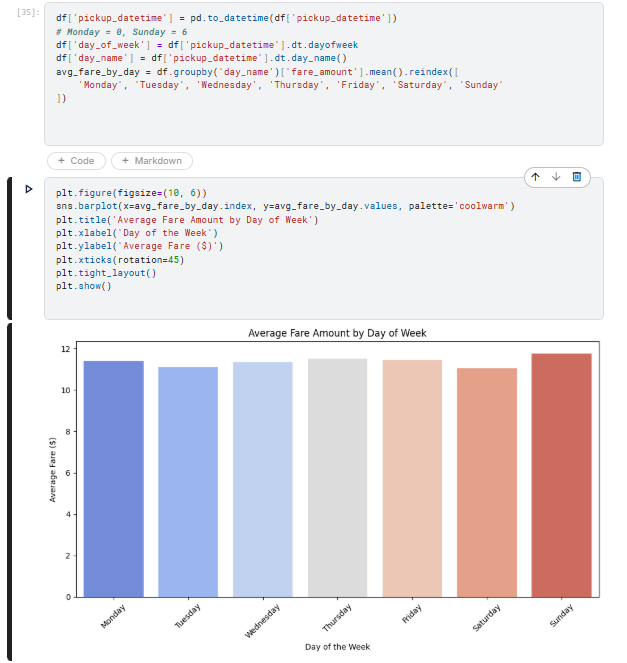 [35]:
df['pickup_datetime'] = pd.to_datetime(df['pickup_datetime'])
# Monday = 0, Sunday = 6
df['day_of_week'] = df['pickup_datetime'].dt.dayofweek
df['day_name'] = df['pickup_datetime'].dt.day_name()
avg_fare_by_day = df.groupby('day_name')['fare_amount'].mean().reindex([
    'Monday', 'Tuesday', 'Wednesday', 'Thursday', 'Friday', 'Saturday', 'Sunday'
])
+ Code + Markdown
plt.figure(figsize=(10, 6))
sns.barplot(x=avg_fare_by_day.index, y=avg_fare_by_day.values, palette='coolwarm')
plt.title('Average Fare Amount by Day of Week')
plt.xlabel('Day of the Week')
plt.ylabel('Average Fare ($)')
plt.xticks(rotation=45)
plt.tight_layout()
plt.show()
Average Fare Amount by Day of Week
12
10
8
6
4
2
0
Average Fare ($)
Monday Tuesday Wednesday Thursday Friday Saturday Sunday
Day of the Week